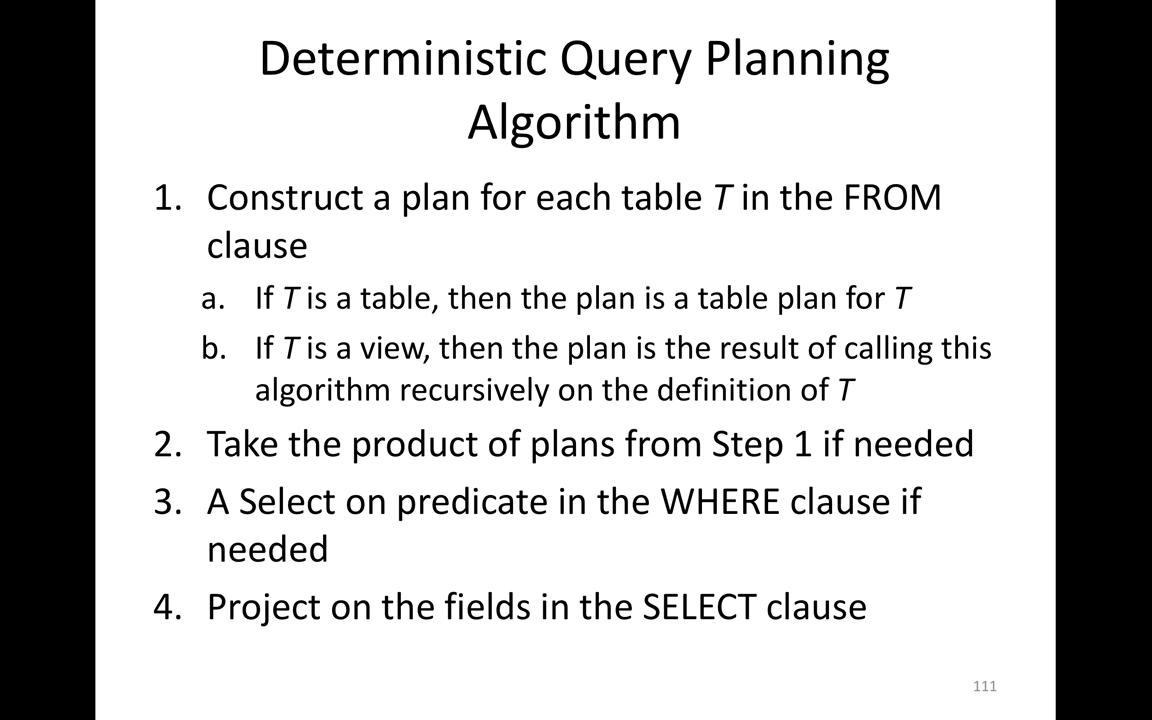 Deterministic Query Planning
Algorithm
1. Construct a plan for each table T in the FROM
clause
a. If T is a table, then the plan is a table plan for T
b. If T is a view, then the plan is the result of calling this
algorithm recursively on the definition of T
2. Take the product of plans from Step 1 if needed
3. A Select on predicate in the WHERE clause if
needed
4. Project on the fields in the SELECT clause
111